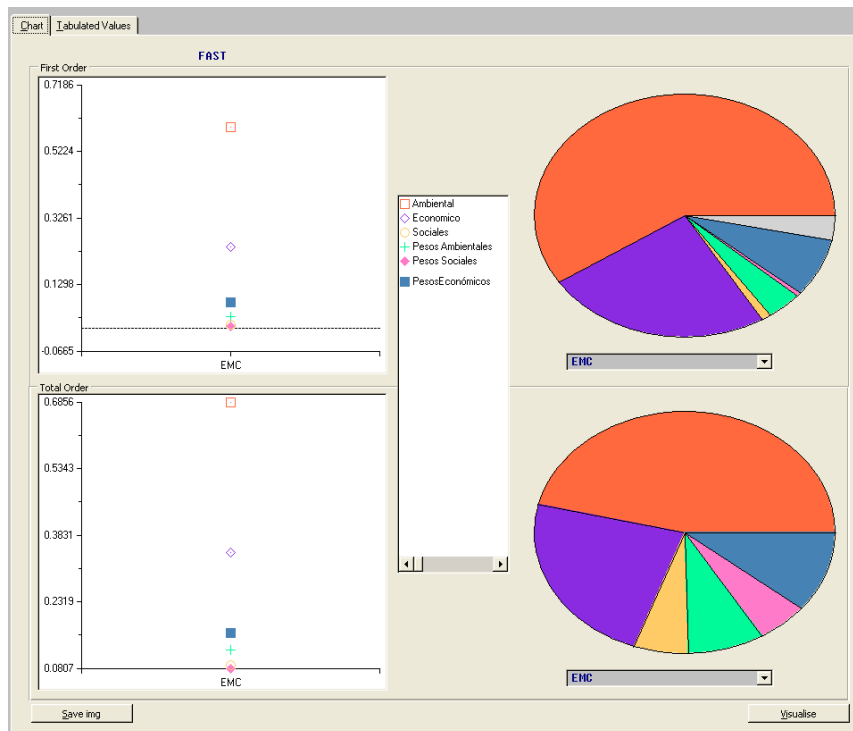 Chart Tabulated Values
FAST
First Order
0.7186
0.5224
0.3261
0.1298
-0.0665
EMC
Ambiental
Economico
Sociales
Pesos Ambientales
Pesos Sociales
PesosEconómicos
EMC
Total Order
0.6856
0.5343
0.3831
0.2319
0.0807
EMC
EMC
Save img
Visualise